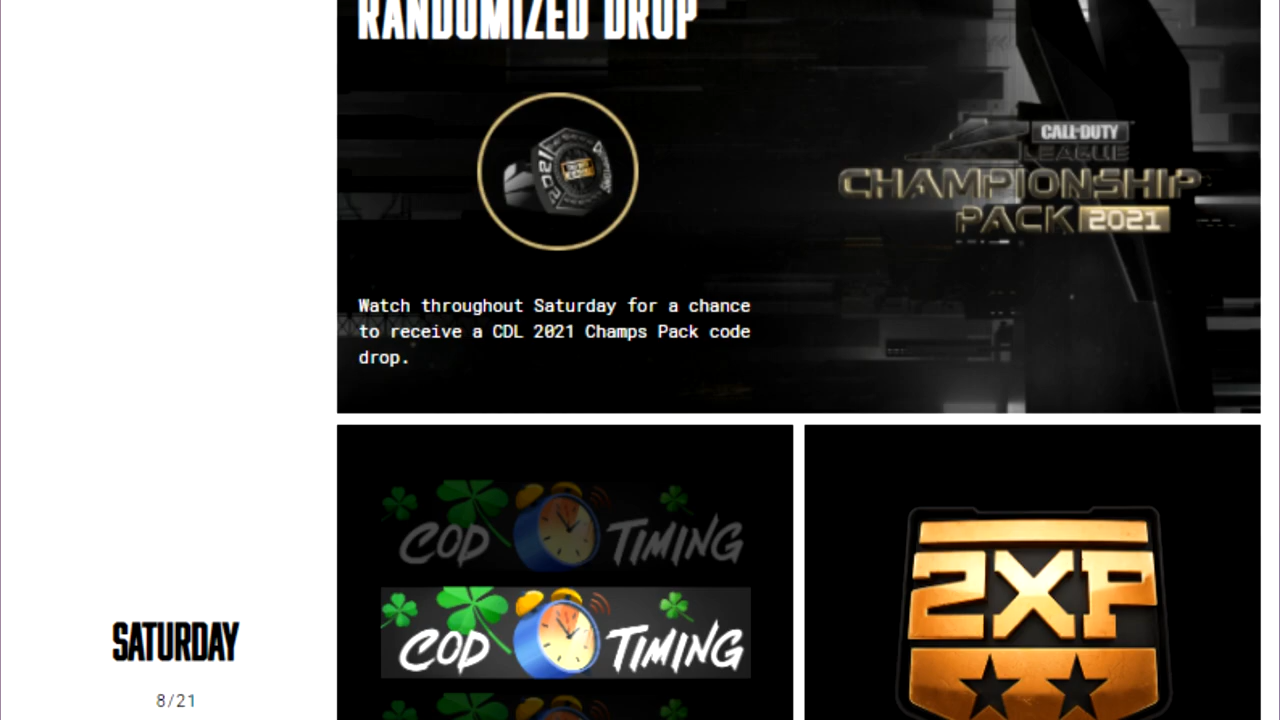 RANDOMIZED DROP
2021
CALL OF DUTY
LEAGUE
CHAMPIONSHIP
PACK 2021
Watch throughout Saturday for a chance
to receive a CDL 2021 Champs Pack code
drop.
COD TIMING
COD TIMING
2XP
SATURDAY
8/21